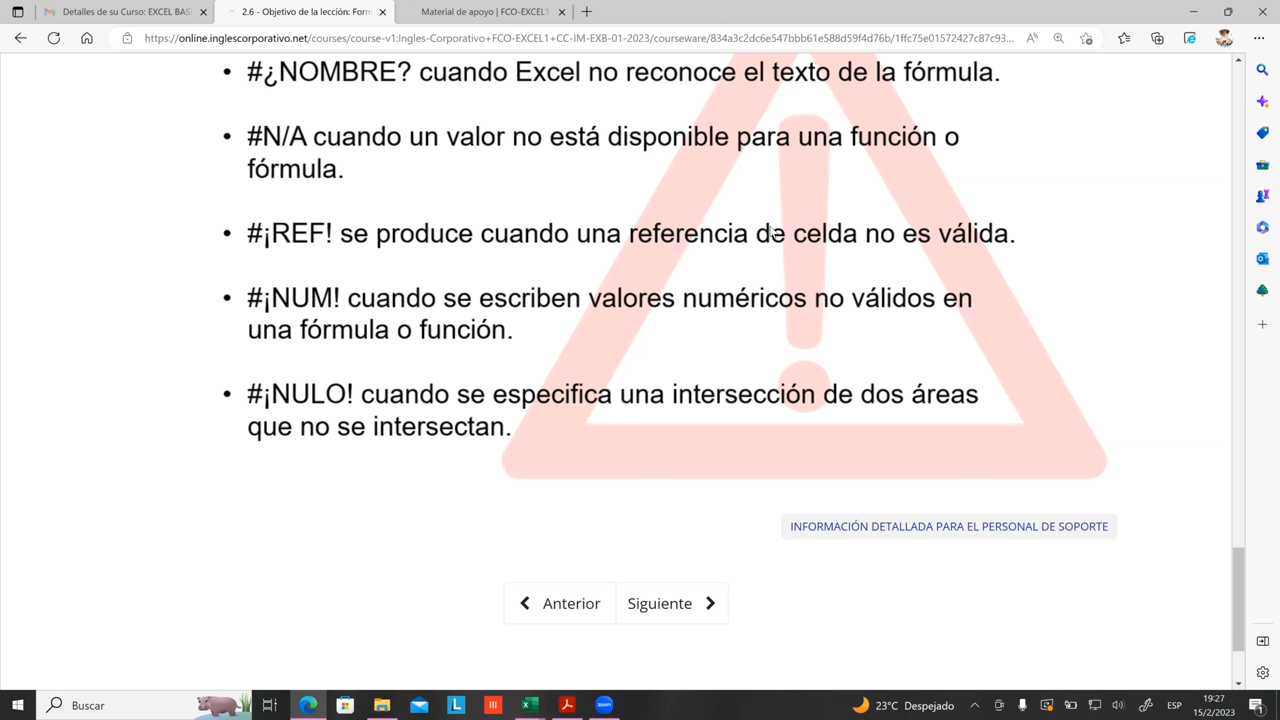 Detalles de su Curso: EXCEL BAS
2.6 - Objetivo de la lección: Form
Material de apoyo | FCO-EXCEL1
https://online.inglescorporativo.net/courses/course-v1:Ingles-Corporativo+FCO-EXCEL1+CC-IM-EXB-01-2023/courseware/834a3c2dc6e547bbb61e588d59f4d76b/1ffc75e01572427c87c93...
• #¿NOMBRE? cuando Excel no reconoce el texto de la fórmula.
• #N/A cuando un valor no está disponible para una función o
fórmula.
• #¡REF! se produce cuando una referencia de celda no es válida.
• #¡NUM! cuando se escriben valores numéricos no válidos en
una fórmula o función.
• #¡NULO! cuando se especifica una intersección de dos áreas
que no se intersectan.
INFORMACIÓN DETALLADA PARA EL PERSONAL DE SOPORTE
Anterior
Siguiente
Buscar
23°C Despejado
ESP
19:27
15/2/2023